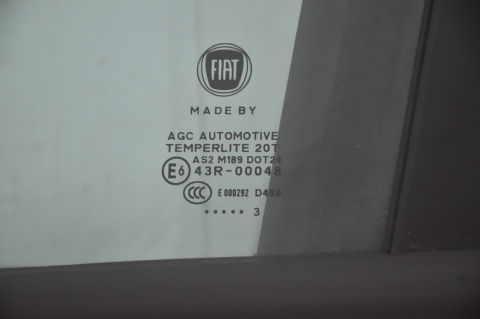 FIAT
MADE BY
AGC AUTOMOTIVE
TEMPERLITE 20T
AS2 M189 DOT24
E6 43R-00048
CCC E000292 D489
••••• 3